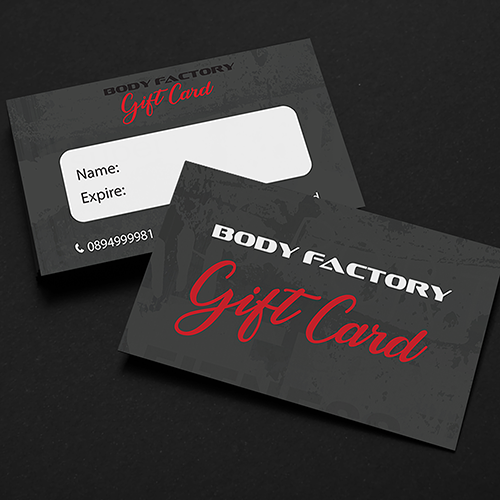 BODY FACTORY
Gift Card
Name:
Expire:
0894999981
BODY FACTORY
Gift Card